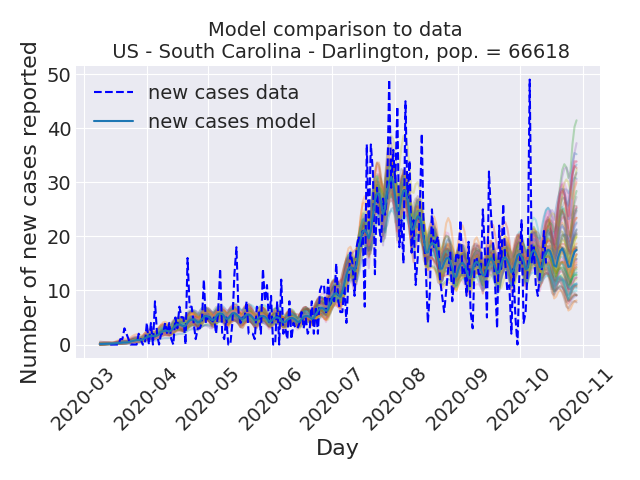 Model comparison to data
US - South Carolina - Darlington, pop. = 66618
Number of new cases reported
50
40
30
20
10
0
new cases data
new cases model
2020-03
2020-04
2020-05
2020-06
2020-07
2020-08
2020-09
2020-10
2020-11
Day